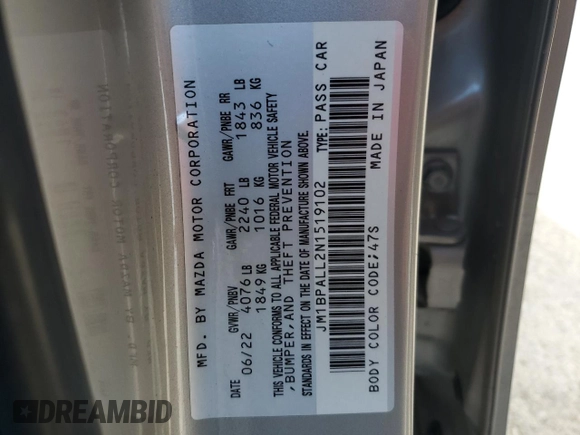 MFD. BY MAZDA MOTOR CORPORATION
GVWR/PNBV GAWR/PNBE FRT GAWR/PNBE RR
DATE 4076 LB 2240 LB 1843 LB
06/22 1849 KG 1016 KG 836 KG
THIS VEHICLE CONFORMS TO ALL APPLICABLE FEDERAL MOTOR VEHICLE SAFETY
,BUMPER,AND THEFT PREVENTION
STANDARDS IN EFFECT ON THE DATE OF MANUFACTURE SHOWN ABOVE.
JM1BPALL2N1519102 TYPE: PASS CAR
BODY COLOR CODE;47S MADE IN JAPAN
DREAMBID